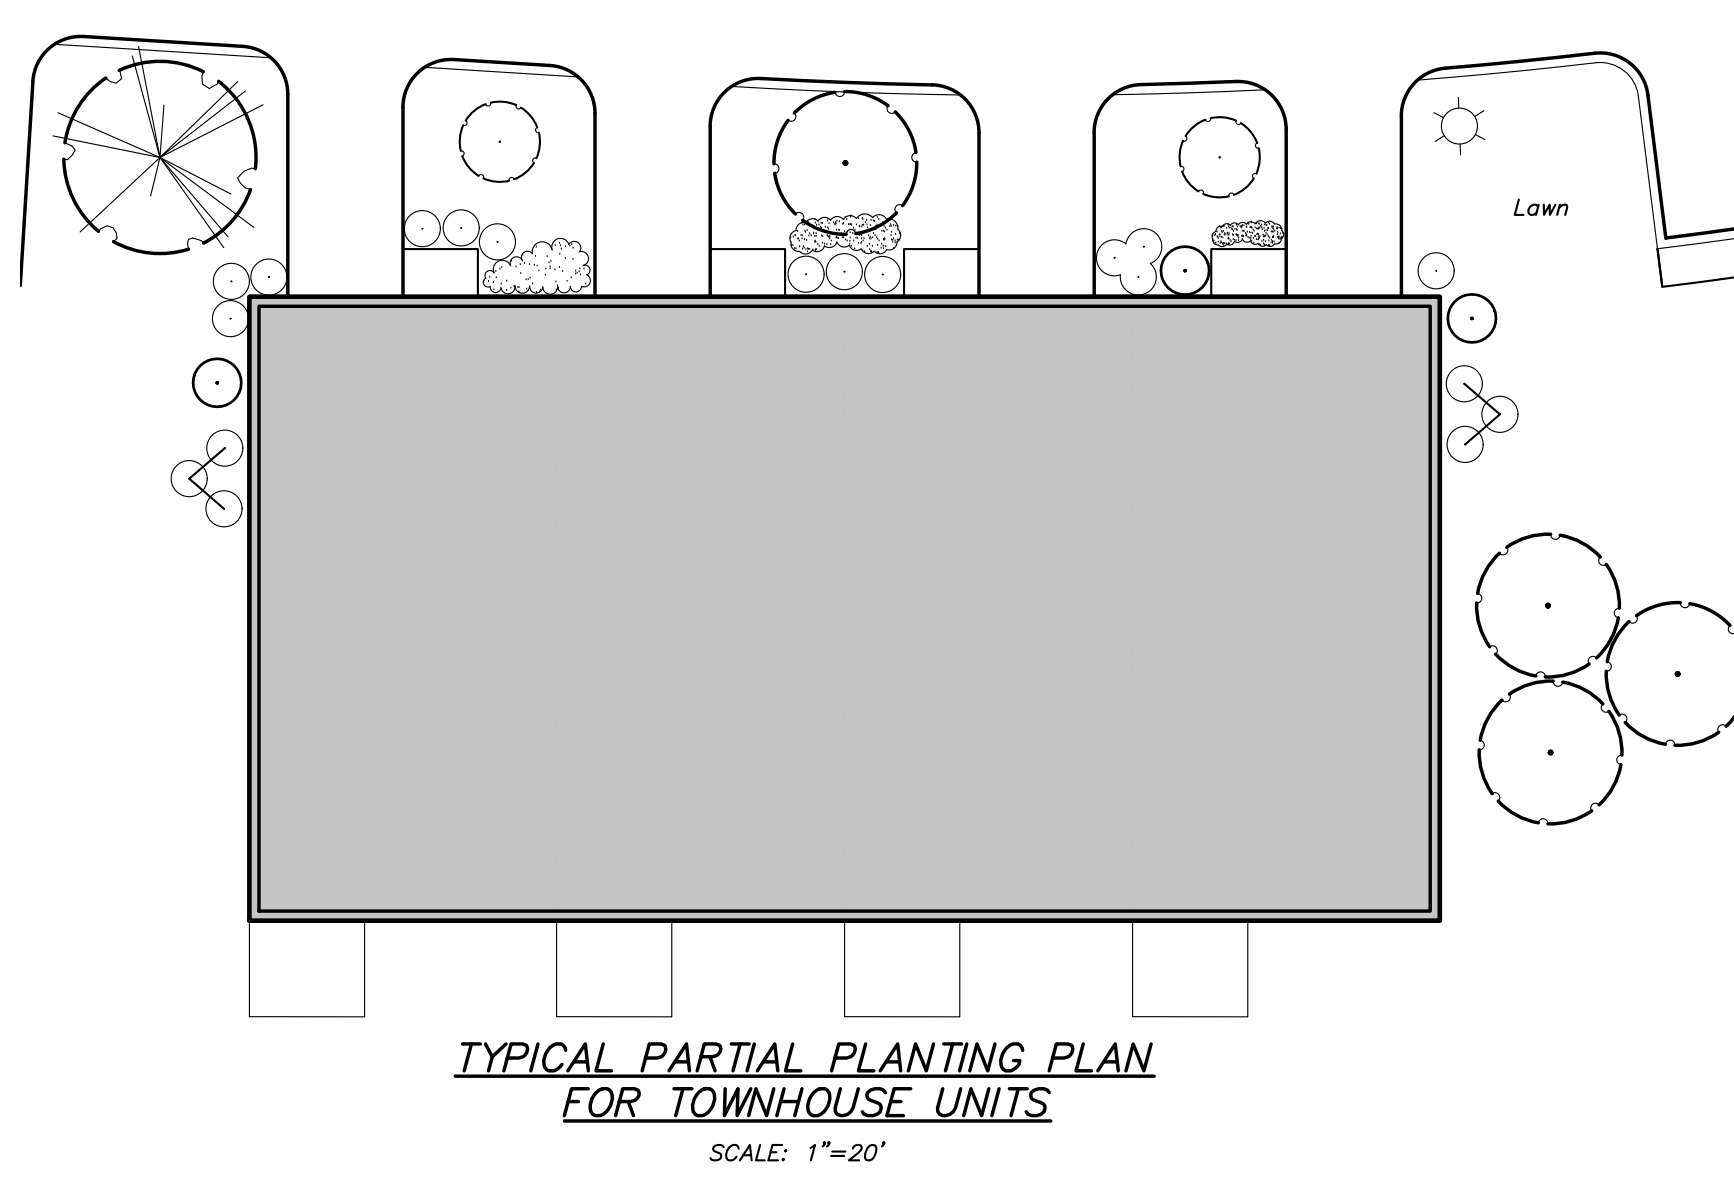 Lawn
TYPICAL PARTIAL PLANTING PLAN
FOR TOWNHOUSE UNITS
SCALE: 1"=20'